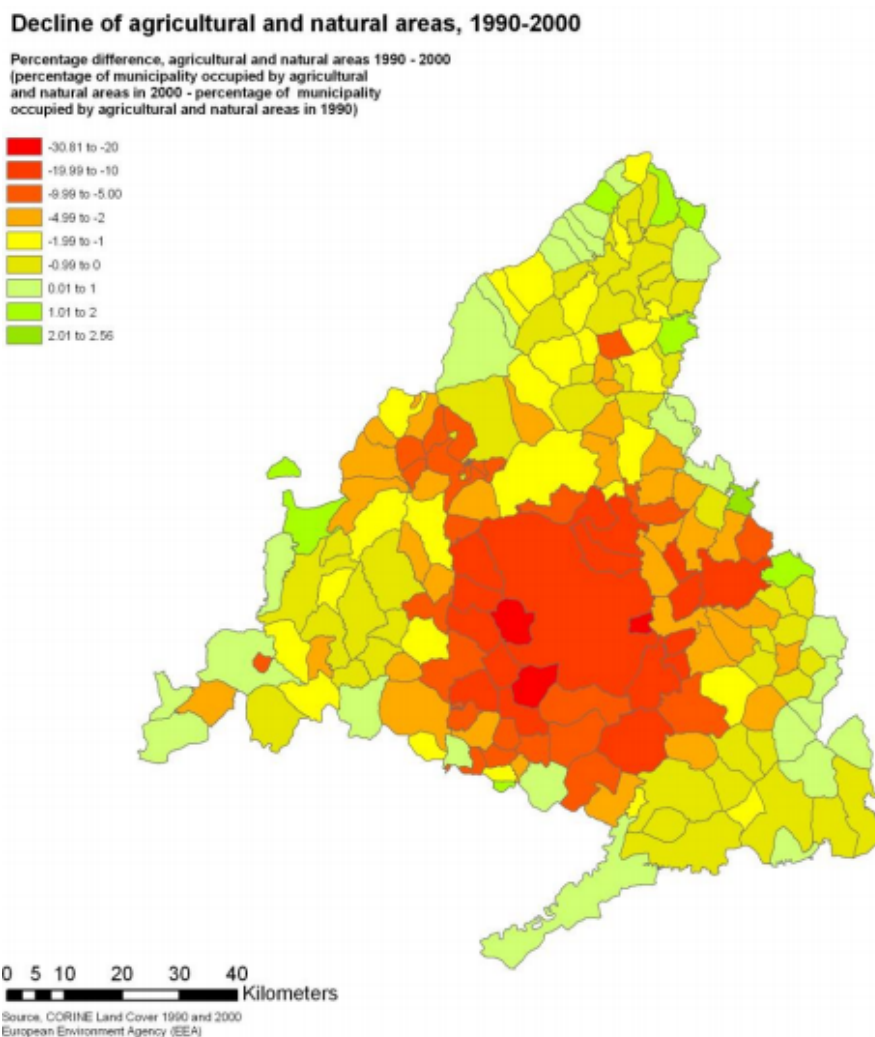 Decline of agricultural and natural areas, 1990-2000
Percentage difference, agricultural and natural areas 1990 - 2000
(percentage of municipality occupied by agricultural
and natural areas in 2000 - percentage of municipality
occupied by agricultural and natural areas in 1990)
-30.81 to -20
-19.99 to -10
-9.99 to -5.00
-4.99 to -2
-1.99 to -1
-0.99 to 0
0.01 to 1
1.01 to 2
2.01 to 2.56
0 5 10 20 30 40
Kilometers
Source, CORINE Land Cover 1990 and 2000
European Environment Agency (EEA)